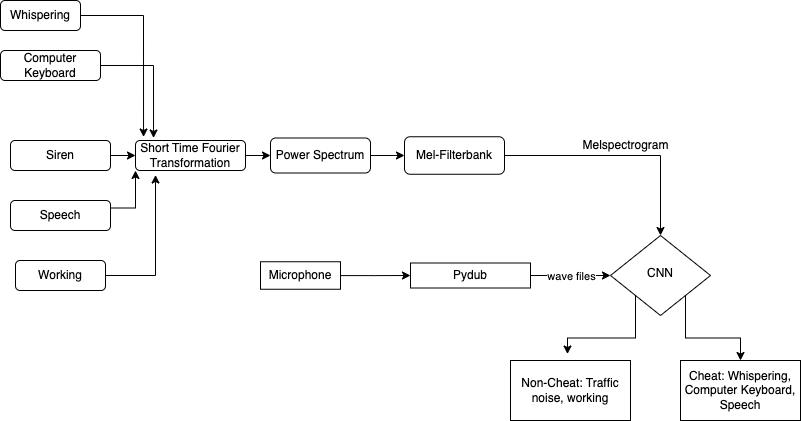 Whispering
Computer
Keyboard
Siren
Short Time Fourier
Transformation
Power Spectrum
Mel-Filterbank
Melspectrogram
Speech
Working
Microphone
Pydub
wave files
CNN
Non-Cheat: Traffic
noise, working
Cheat: Whispering,
Computer Keyboard,
Speech